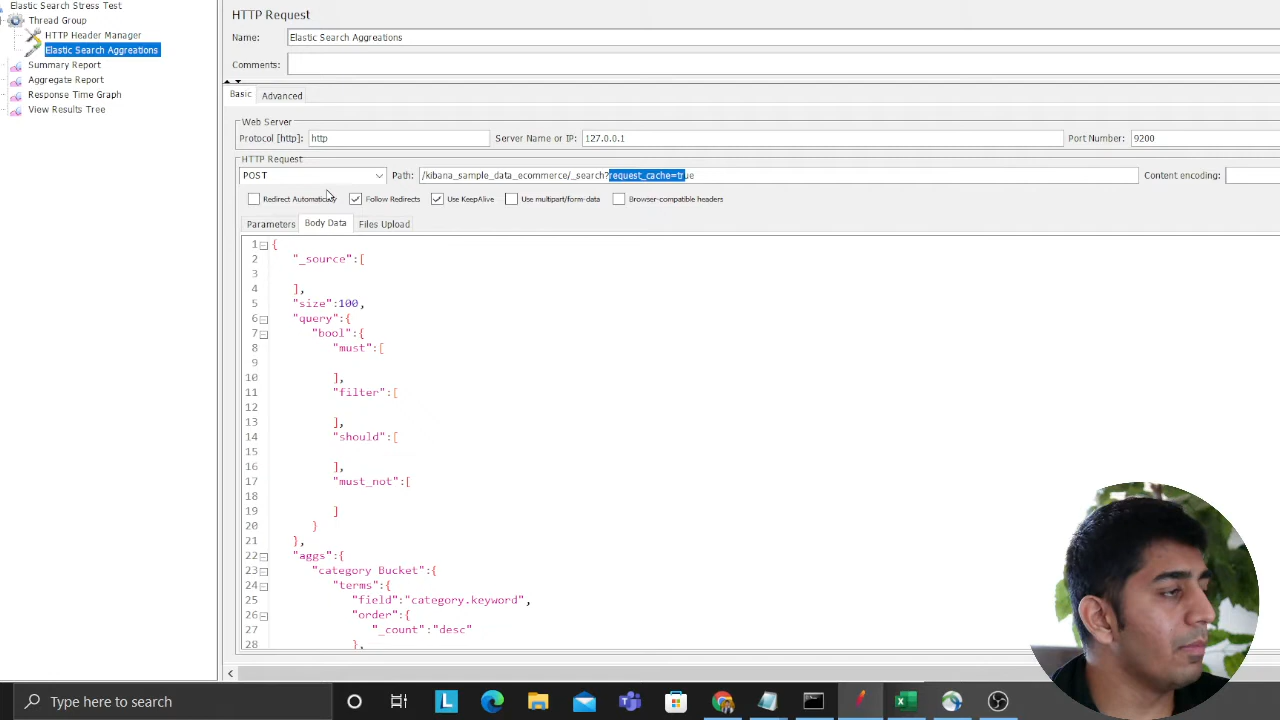 Elastic Search Stress Test
Thread Group
HTTP Header Manager
Elastic Search Aggreations
Summary Report
Aggregate Report
Response Time Graph
View Results Tree
HTTP Request
Name: Elastic Search Aggreations
Comments:
Basic Advanced
Web Server
Protocol [http]: http Server Name or IP: 127.0.0.1 Port Number: 9200
HTTP Request
POST Path: /kibana_sample_data_ecommerce/_search?request_cache=true Content encoding:
Redirect Automatically Follow Redirects Use KeepAlive Use multipart/form-data Browser-compatible headers
Parameters Body Data Files Upload
1 {
2 "_source":[
3
4 ],
5 "size":100,
6 "query":{
7 "bool":{
8 "must":[
9
10 ],
11 "filter":[
12
13 ],
14 "should":[
15
16 ],
17 "must_not":[
18
19 ]
20 }
21 },
22 "aggs":{
23 "category Bucket":{
24 "terms":{
25 "field":"category.keyword",
26 "order":{
27 "_count":"desc"
28 },
Type here to search